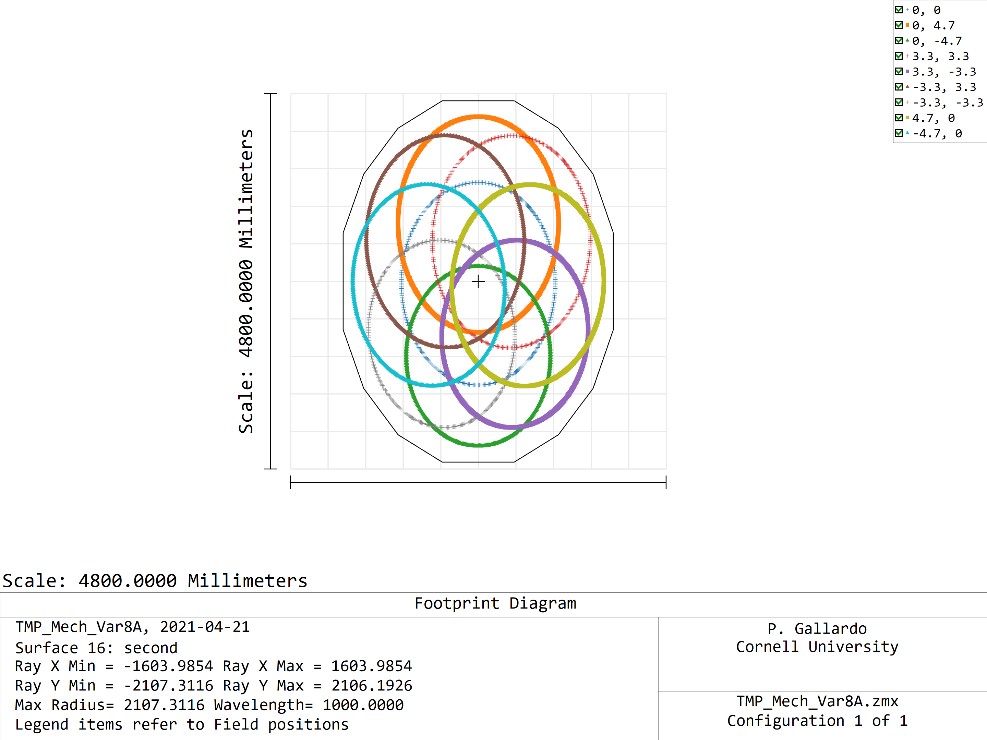 0, 0
0, 4.7
0, -4.7
3.3, 3.3
3.3, -3.3
-3.3, 3.3
-3.3, -3.3
4.7, 0
-4.7, 0
Scale: 4800.0000 Millimeters
Scale: 4800.0000 Millimeters
Footprint Diagram
TMP_Mech_Var8A, 2021-04-21
Surface 16: second
Ray X Min = -1603.9854 Ray X Max = 1603.9854
Ray Y Min = -2107.3116 Ray Y Max = 2106.1926
Max Radius= 2107.3116 Wavelength= 1000.0000
Legend items refer to Field positions
P. Gallardo
Cornell University
TMP_Mech_Var8A.zmx
Configuration 1 of 1